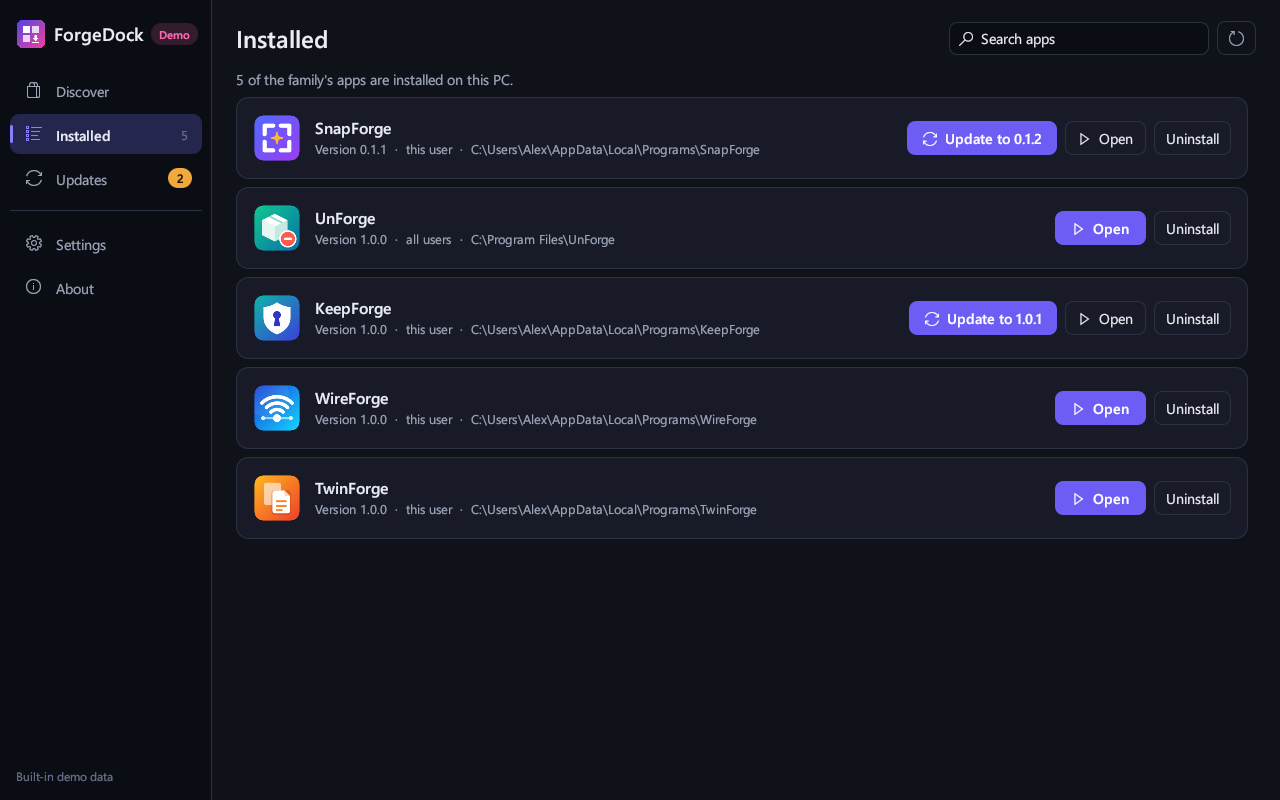 ForgeDock Demo
Discover
Installed 5
Updates 2
Settings
About
Built-in demo data
Installed
Search apps
5 of the family's apps are installed on this PC.
SnapForge
Version 0.1.1 · this user · C:\Users\Alex\AppData\Local\Programs\SnapForge
Update to 0.1.2 Open Uninstall
UnForge
Version 1.0.0 · all users · C:\Program Files\UnForge
Open Uninstall
KeepForge
Version 1.0.0 · this user · C:\Users\Alex\AppData\Local\Programs\KeepForge
Update to 1.0.1 Open Uninstall
WireForge
Version 1.0.0 · this user · C:\Users\Alex\AppData\Local\Programs\WireForge
Open Uninstall
TwinForge
Version 1.0.0 · this user · C:\Users\Alex\AppData\Local\Programs\TwinForge
Open Uninstall